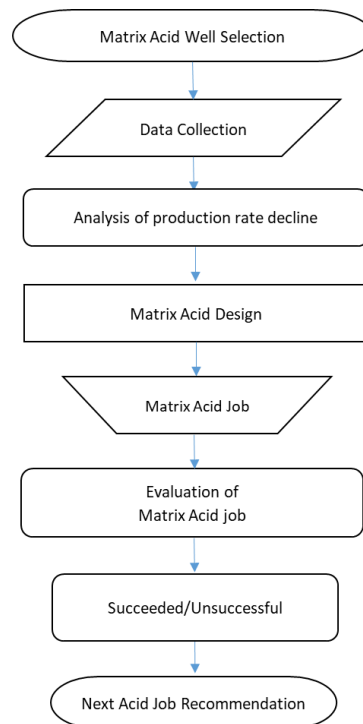 Matrix Acid Well Selection
Data Collection
Analysis of production rate decline
Matrix Acid Design
Matrix Acid Job
Evaluation of
Matrix Acid job
Succeeded/Unsuccessful
Next Acid Job Recommendation